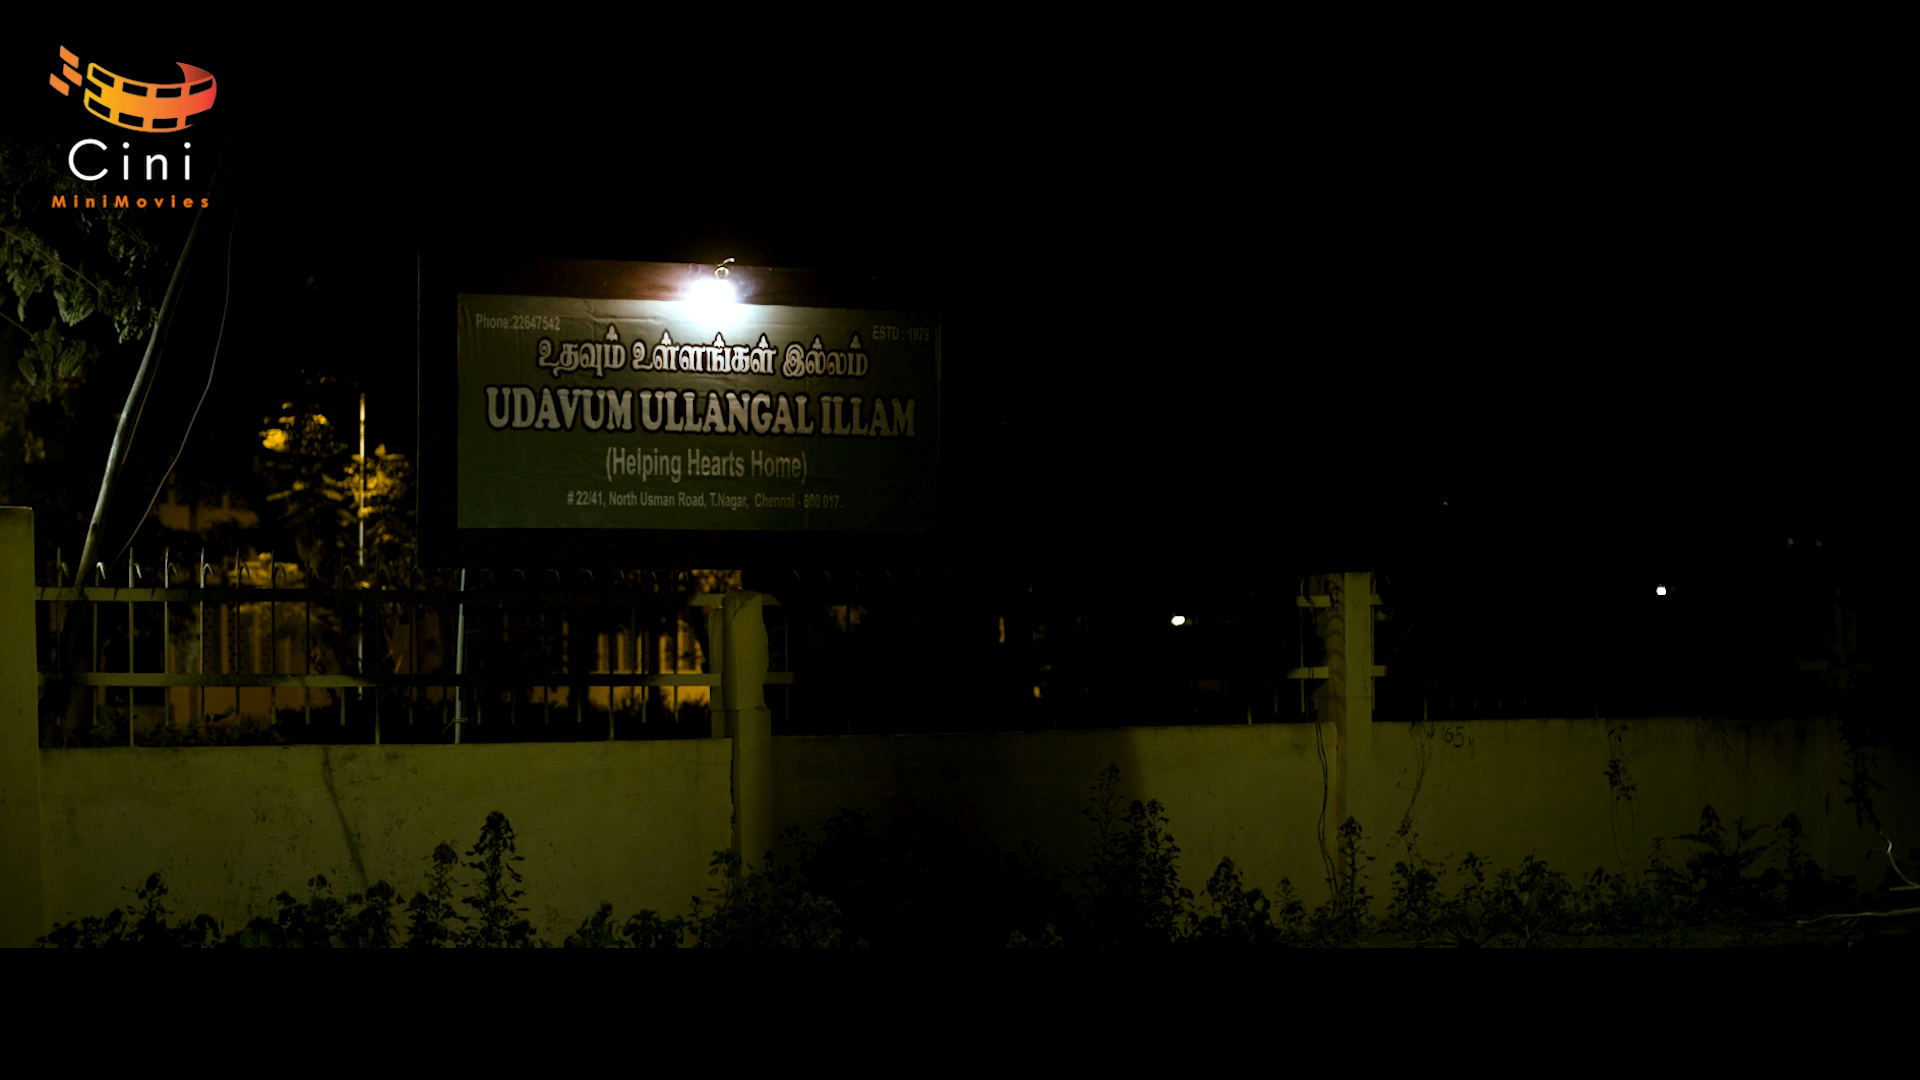 Cini
MiniMovies
Phone:22647542
ESTD : 1979
உதவும் உள்ளங்கள் இல்லம்
UDAVUM ULLANGAL ILLAM
(Helping Hearts Home)
# 22/41, North Usman Road, T.Nagar, Chennai - 600 017.